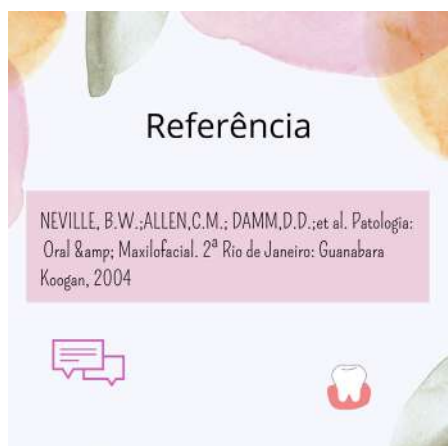 Referência
NEVILLE, B.W.;ALLEN,C.M.; DAMM,D.D.;et al. Patologia:
Oral &amp; Maxilofacial. 2ª Rio de Janeiro: Guanabara
Koogan, 2004